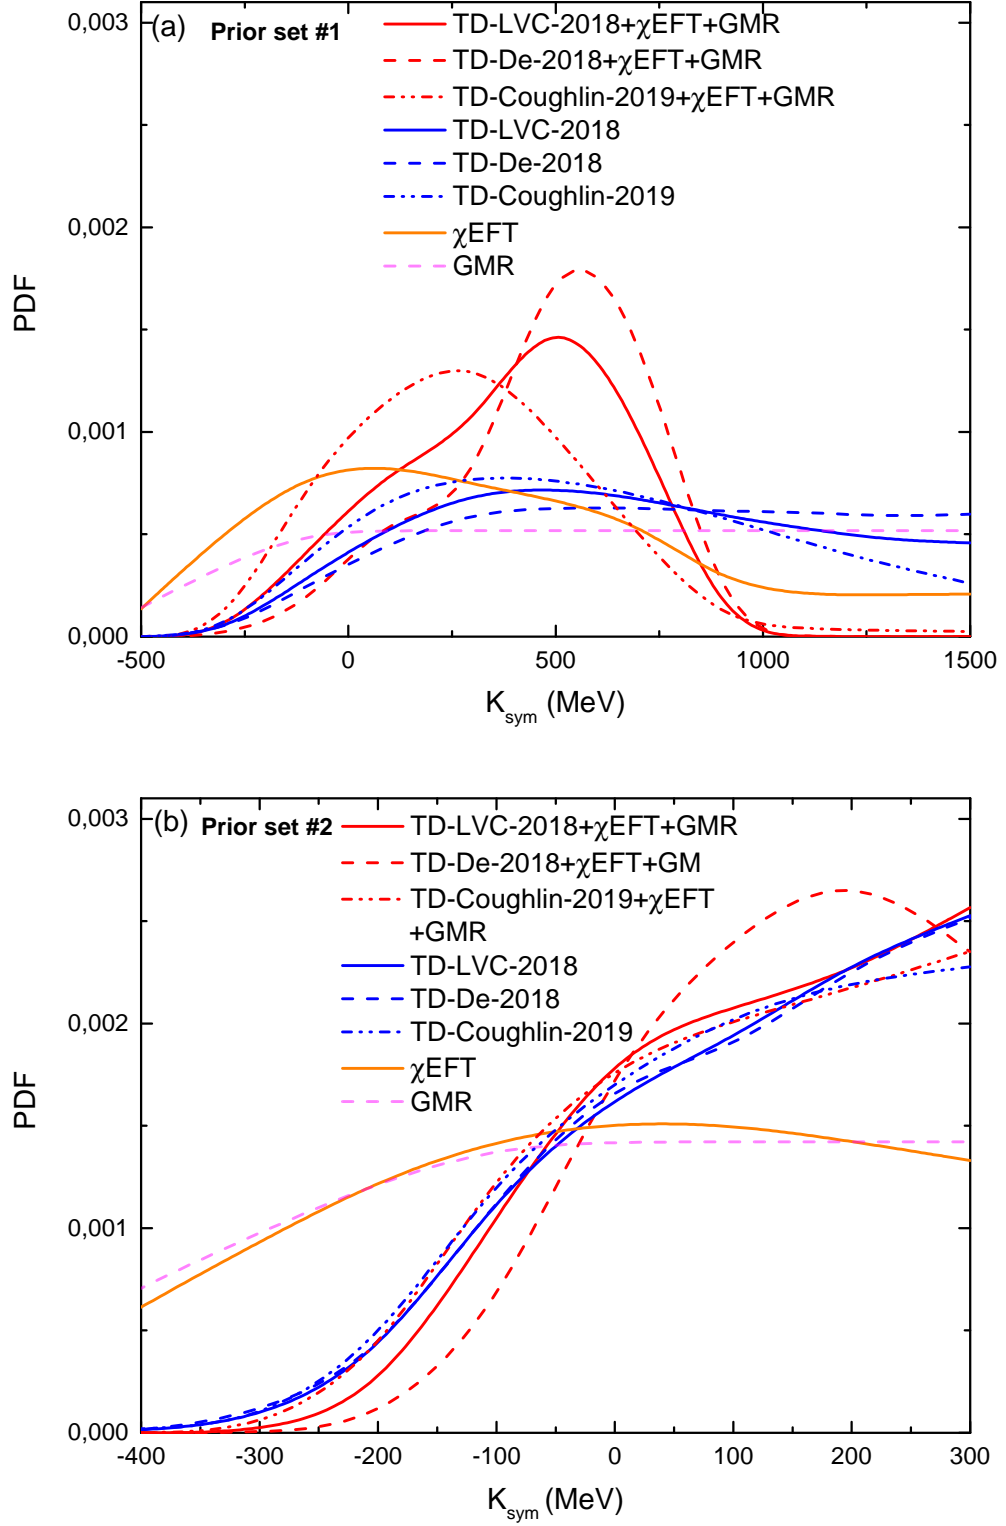 (a) Prior set #1
TD-LVC-2018+χEFT+GMR
TD-De-2018+χEFT+GMR
TD-Coughlin-2019+χEFT+GMR
TD-LVC-2018
TD-De-2018
TD-Coughlin-2019
χEFT
GMR
0,003
0,002
0,001
0,000
PDF
-500 0 500 1000 1500
K_sym (MeV)
(b) Prior set #2
TD-LVC-2018+χEFT+GMR
TD-De-2018+χEFT+GM
TD-Coughlin-2019+χEFT
+GMR
TD-LVC-2018
TD-De-2018
TD-Coughlin-2019
χEFT
GMR
0,003
0,002
0,001
0,000
PDF
-400 -300 -200 -100 0 100 200 300
K_sym (MeV)